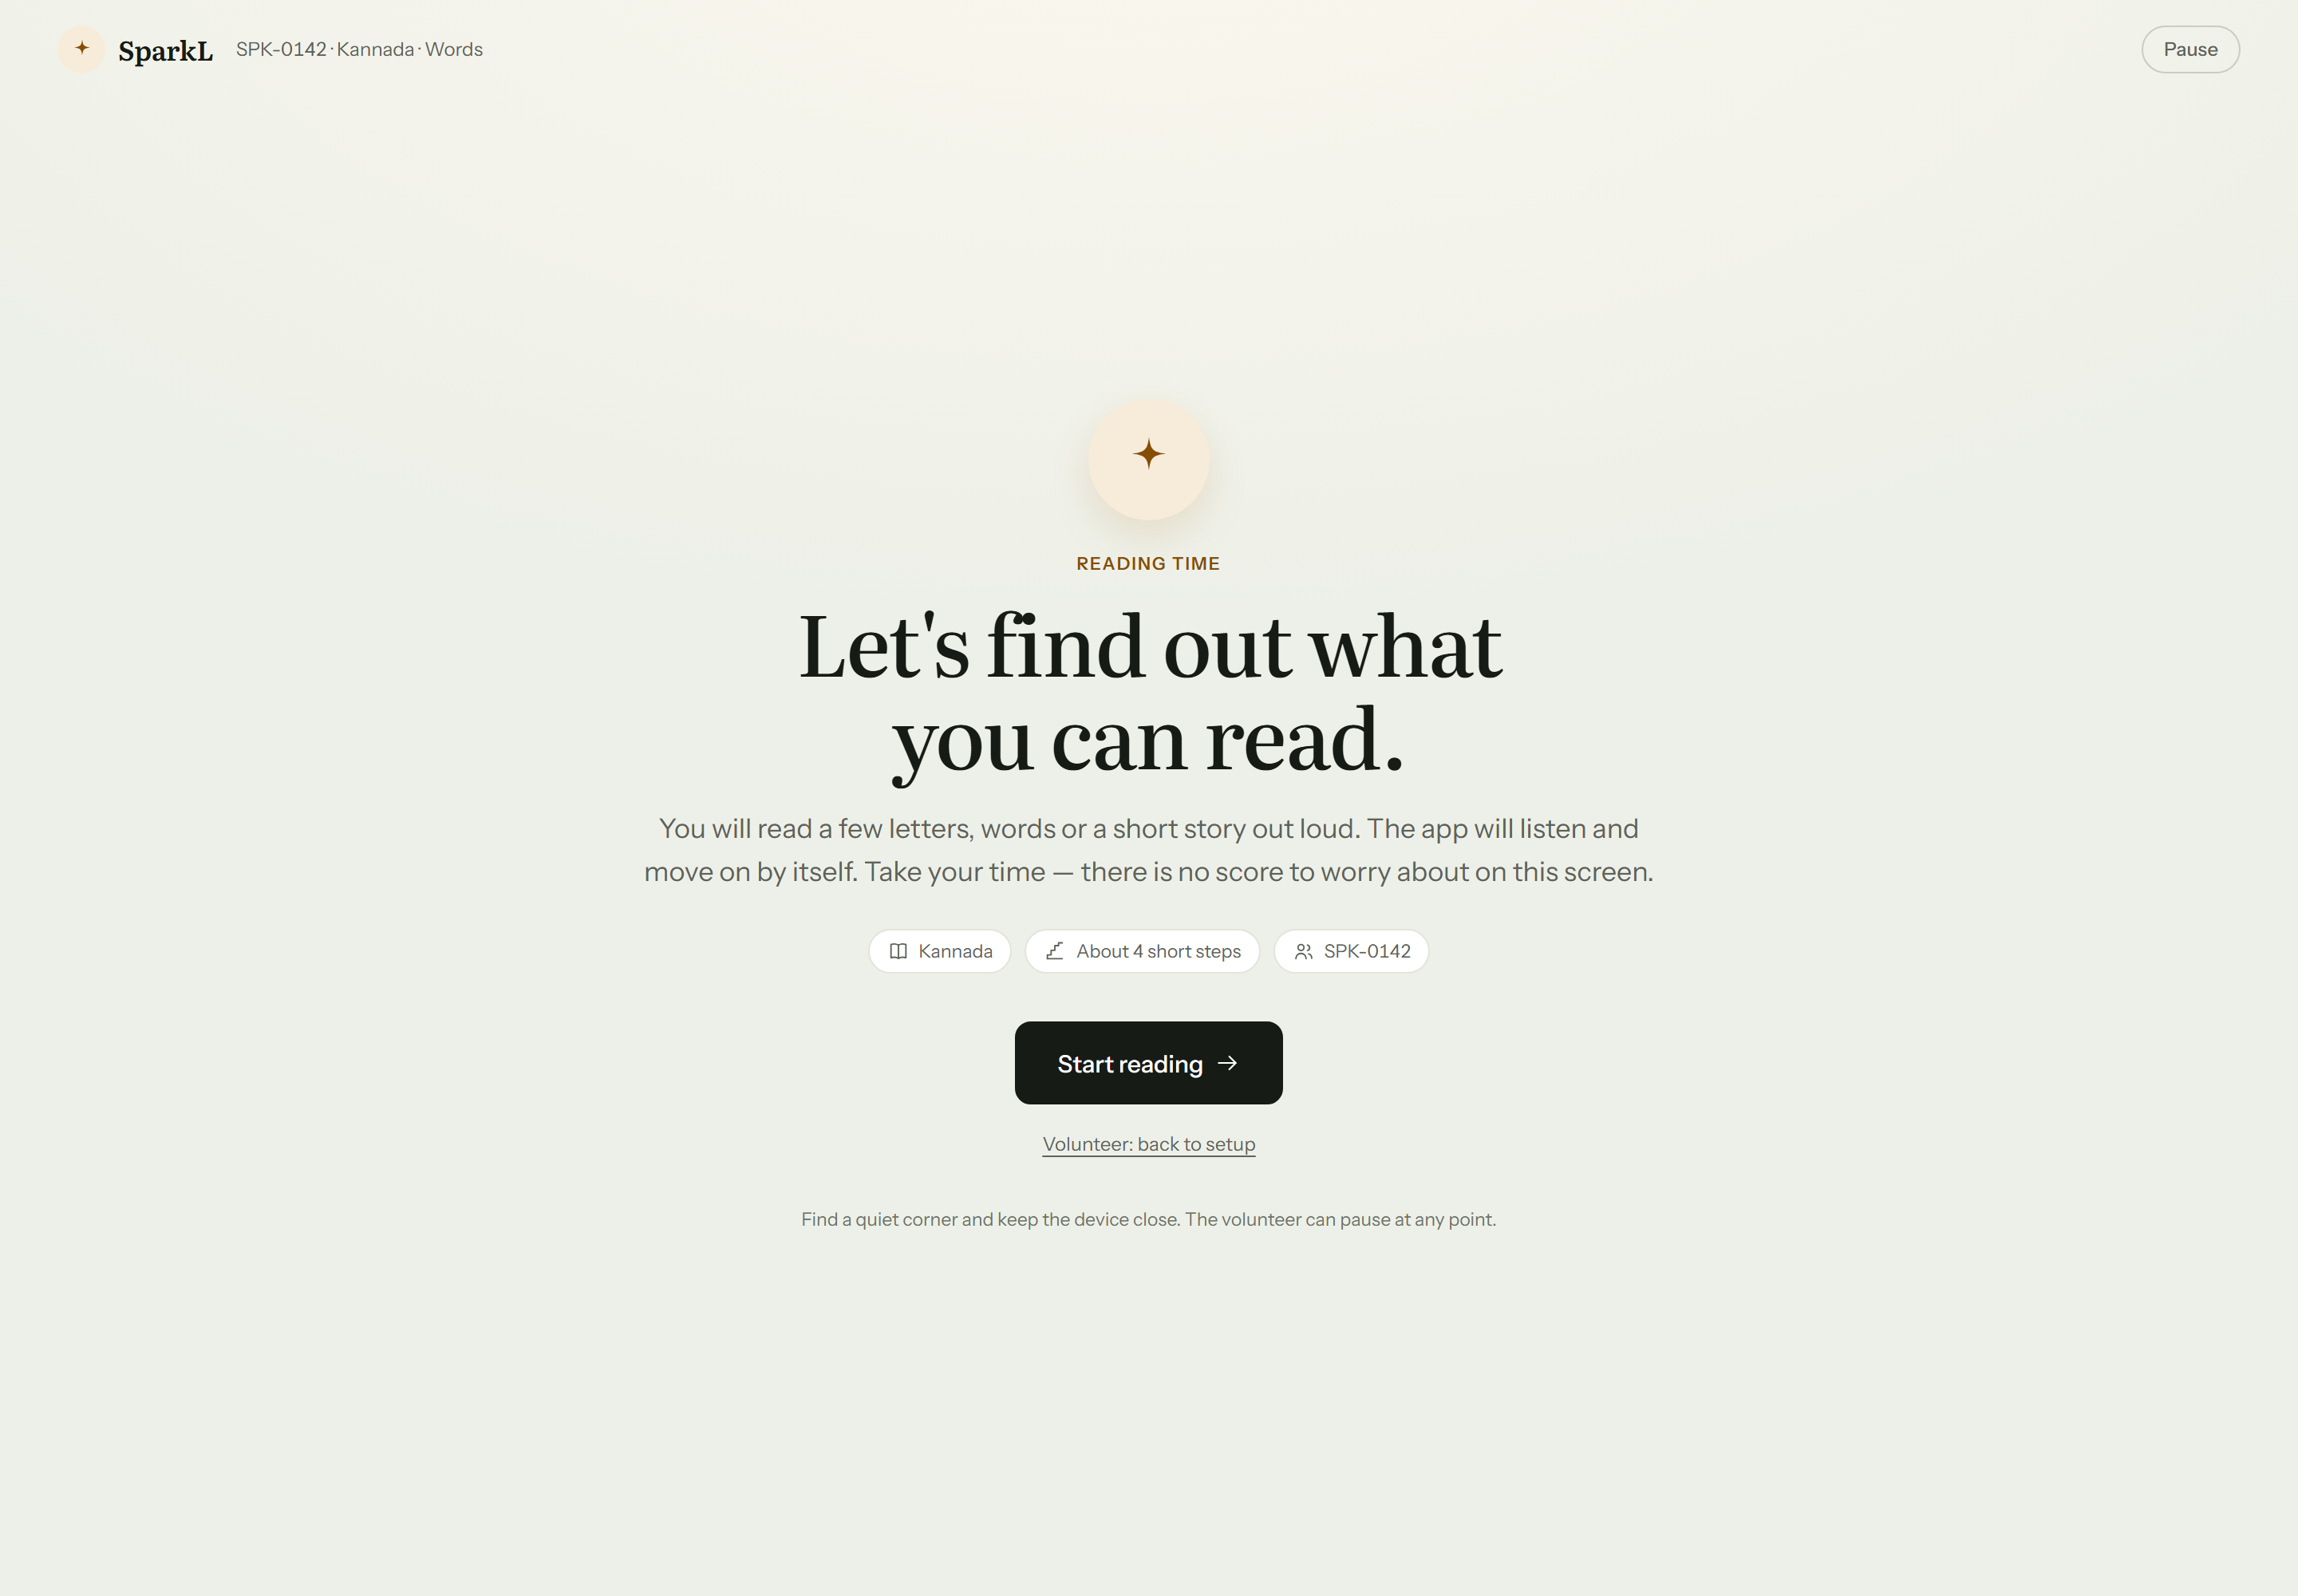 SparkL SPK-0142 · Kannada · Words
Pause
READING TIME
Let's find out what
you can read.
You will read a few letters, words or a short story out loud. The app will listen and
move on by itself. Take your time — there is no score to worry about on this screen.
Kannada About 4 short steps SPK-0142
Start reading →
Volunteer: back to setup
Find a quiet corner and keep the device close. The volunteer can pause at any point.